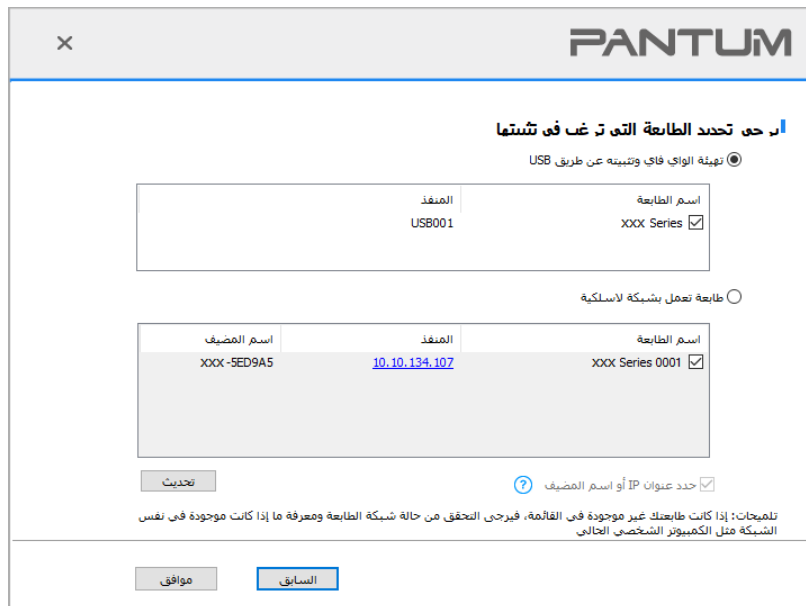 PANTUM
يرجى تحديد الطابعة التي ترغب في تثبيتها
تهيئة الواي فاي وتثبيته عن طريق USB
اسم الطابعة المنفذ
XXX Series USB001
طابعة تعمل بشبكة لاسلكية
اسم الطابعة المنفذ اسم المضيف
XXX Series 0001 10.10.134.107 XXX-5ED9A5
حدد عنوان IP أو اسم المضيف ? تحديث
تلميحات: إذا كانت طابعتك غير موجودة في القائمة، فيرجى التحقق من حالة شبكة الطابعة ومعرفة ما إذا كانت موجودة في نفس
الشبكة مثل الكمبيوتر الشخصي الحالي
السابق موافق